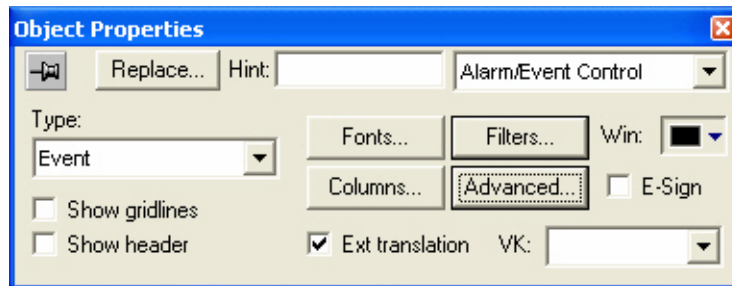 Object Properties
Replace... Hint: Alarm/Event Control
Type:
Event
Fonts... Filters... Win:
Columns... Advanced... E-Sign
Show gridlines
Show header
Ext translation VK: